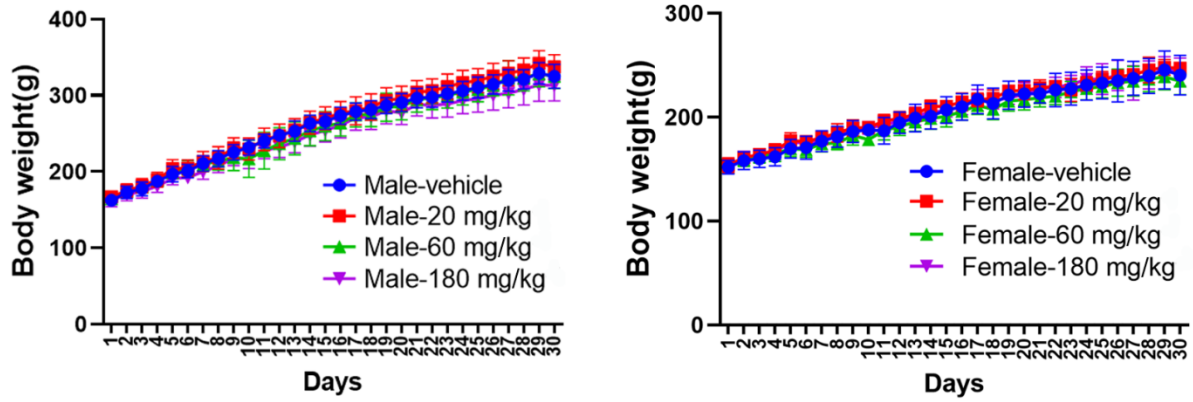 400
300
200
100
0
Body weight(g)
Male-vehicle
Male-20 mg/kg
Male-60 mg/kg
Male-180 mg/kg
1 2 3 4 5 6 7 8 9 10 11 12 13 14 15 16 17 18 19 20 21 22 23 24 25 26 27 28 29 30
Days
300
200
100
0
Body weight(g)
Female-vehicle
Female-20 mg/kg
Female-60 mg/kg
Female-180 mg/kg
1 2 3 4 5 6 7 8 9 10 11 12 13 14 15 16 17 18 19 20 21 22 23 24 25 26 27 28 29 30
Days